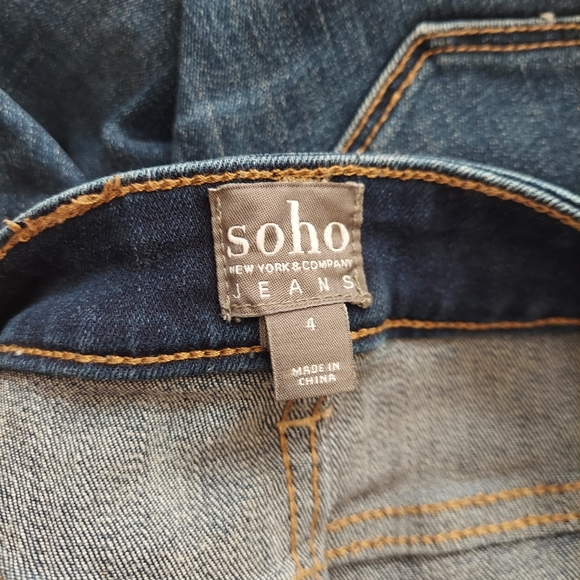 soho
NEW YORK & COMPANY
JEANS
4
MADE IN
CHINA